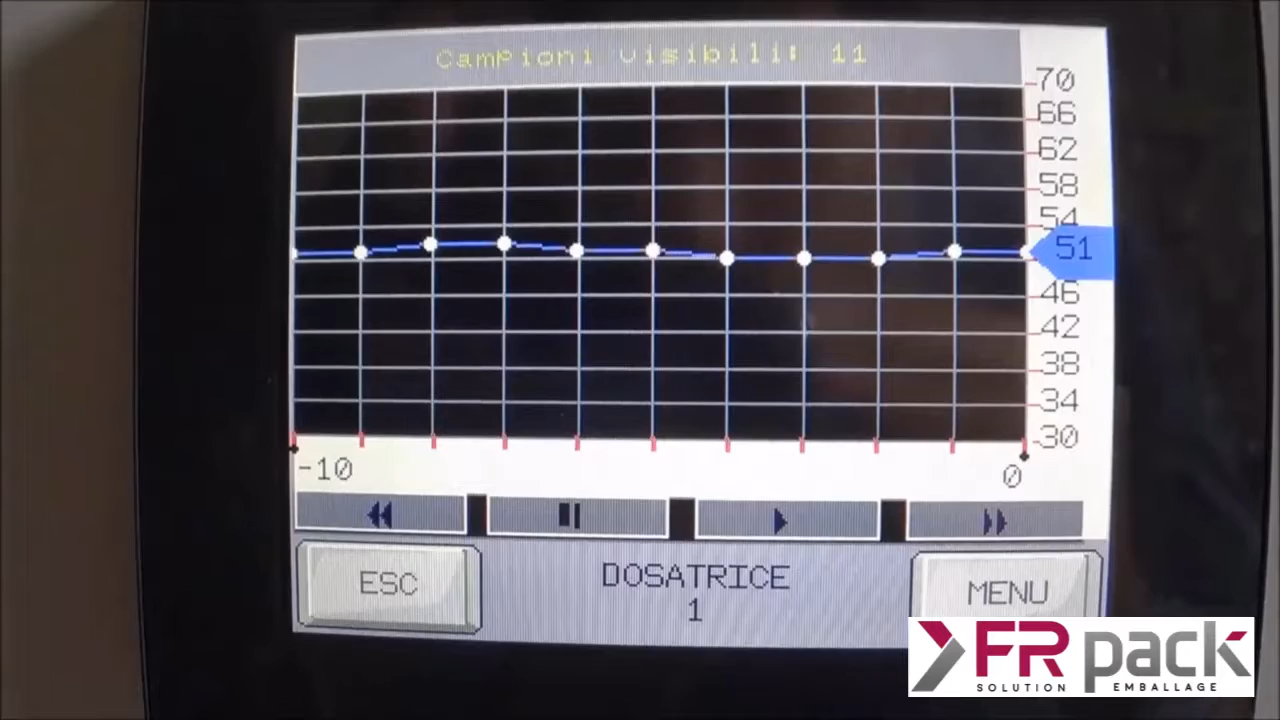 Campioni visibili: 11
70
66
62
58
54
51
46
42
38
34
30
-10
0
ESC
DOSATRICE
1
MENU
FR pack
SOLUTION EMBALLAGE